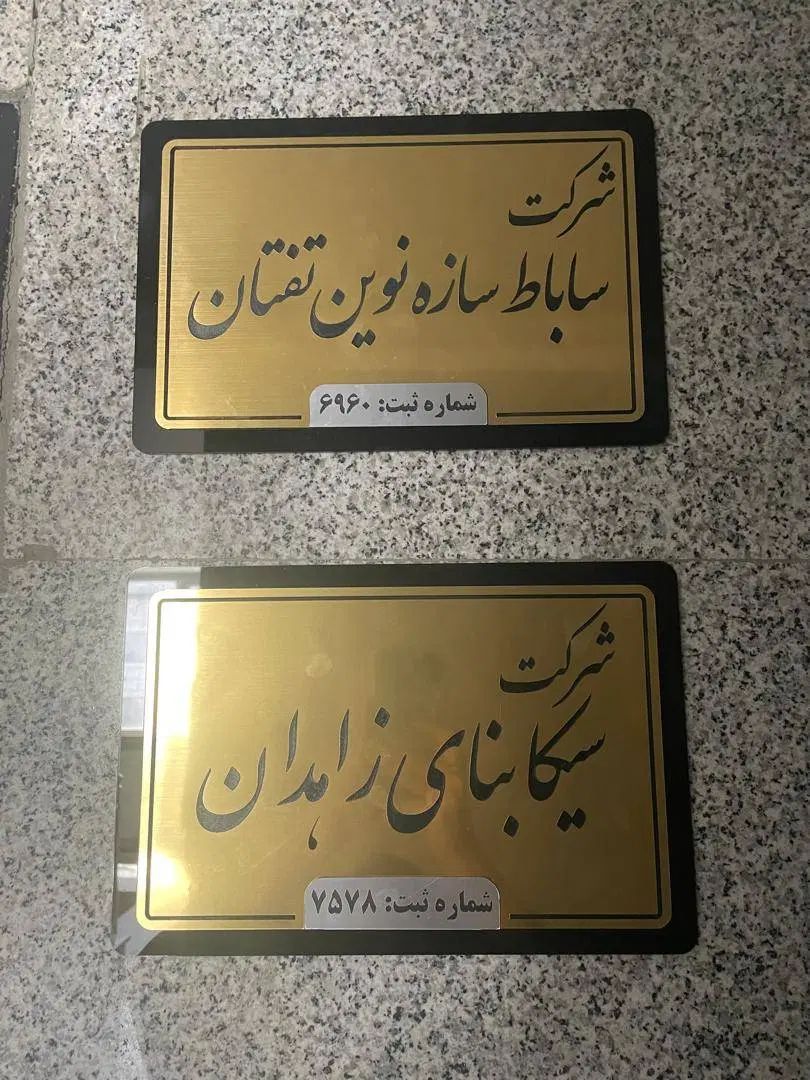 شرکت
ساباط سازه نوین تفتان
شماره ثبت: ۶۹۶۰
شرکت
سیکا بنای زاهدان
شماره ثبت: ۷۵۷۸